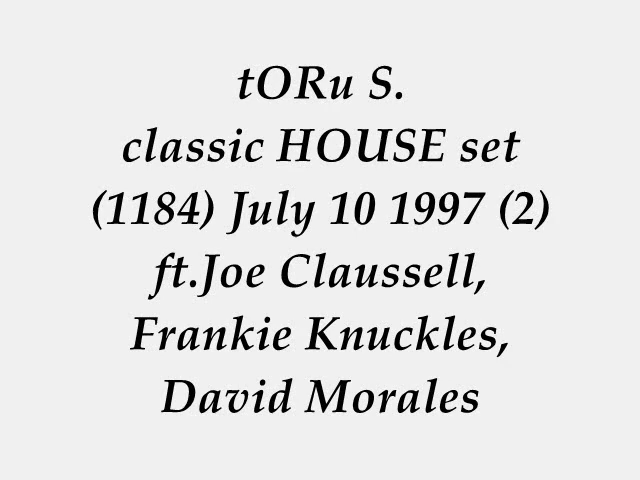 tORu S.
classic HOUSE set
(1184) July 10 1997 (2)
ft.Joe Claussell,
Frankie Knuckles,
David Morales